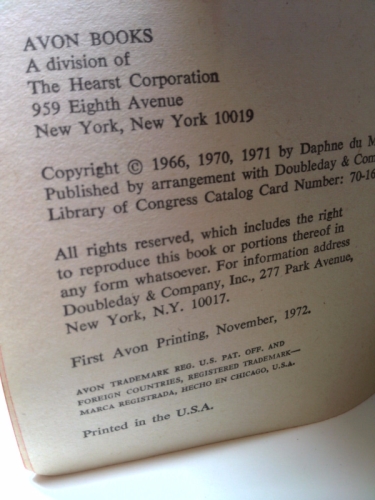 AVON BOOKS
A division of
The Hearst Corporation
959 Eighth Avenue
New York, New York 10019
Copyright © 1966, 1970, 1971 by Daphne du M
Published by arrangement with Doubleday & Com
Library of Congress Catalog Card Number: 70-16
All rights reserved, which includes the right
to reproduce this book or portions thereof in
any form whatsoever. For information address
Doubleday & Company, Inc., 277 Park Avenue,
New York, N.Y. 10017.
First Avon Printing, November, 1972.
AVON TRADEMARK REG. U.S. PAT. OFF. AND
FOREIGN COUNTRIES, REGISTERED TRADEMARK—
MARCA REGISTRADA, HECHO EN CHICAGO, U.S.A.
Printed in the U.S.A.